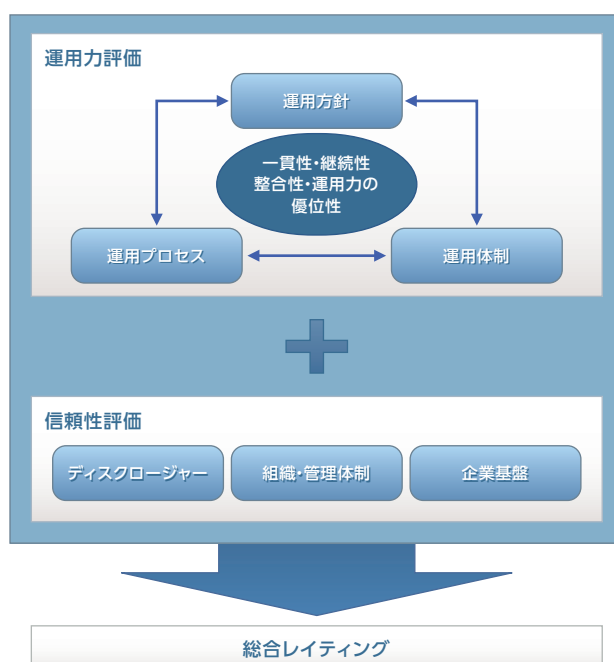 運用力評価
運用方針
一貫性・継続性
整合性・運用力の
優位性
運用プロセス
運用体制
信頼性評価
ディスクロージャー
組織・管理体制
企業基盤
総合レイティング